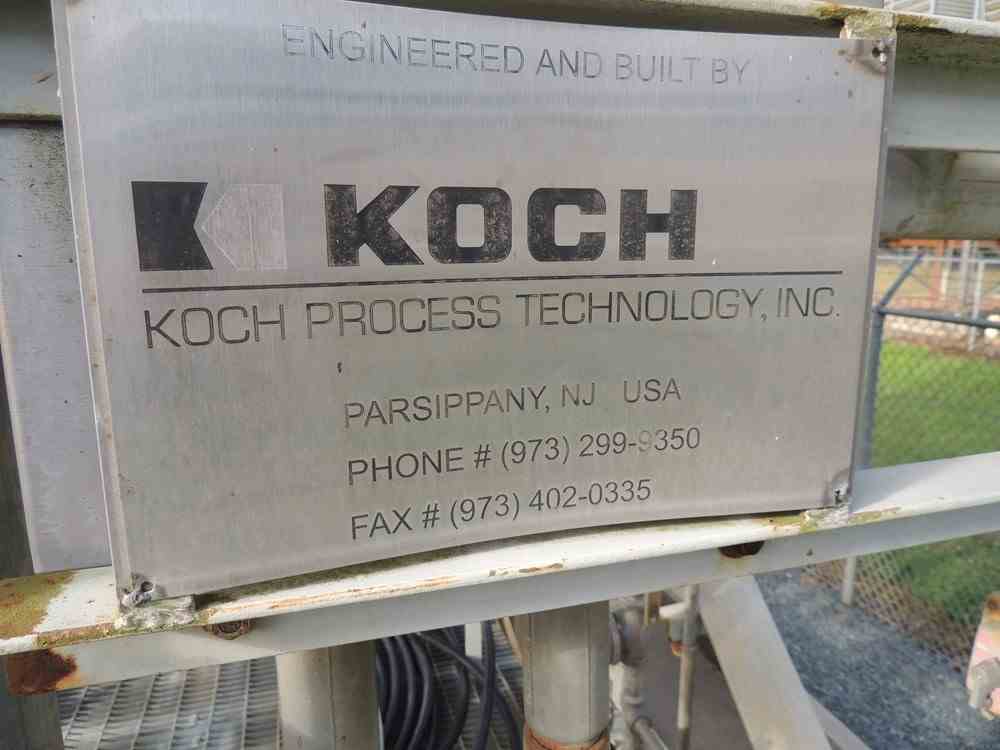 ENGINEERED AND BUILT BY
KOCH
KOCH PROCESS TECHNOLOGY, INC.
PARSIPPANY, NJ USA
PHONE # (973) 299-9350
FAX # (973) 402-0335